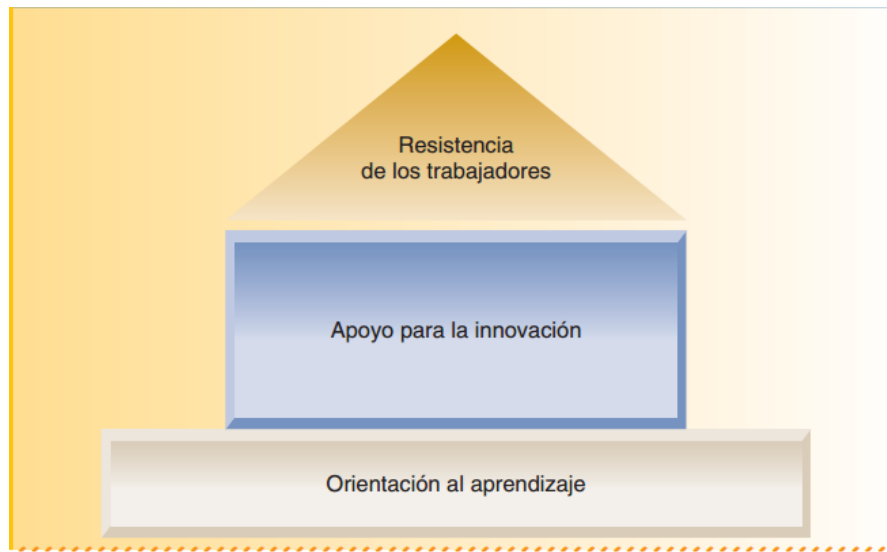 Resistencia
de los trabajadores
Apoyo para la innovación
Orientación al aprendizaje